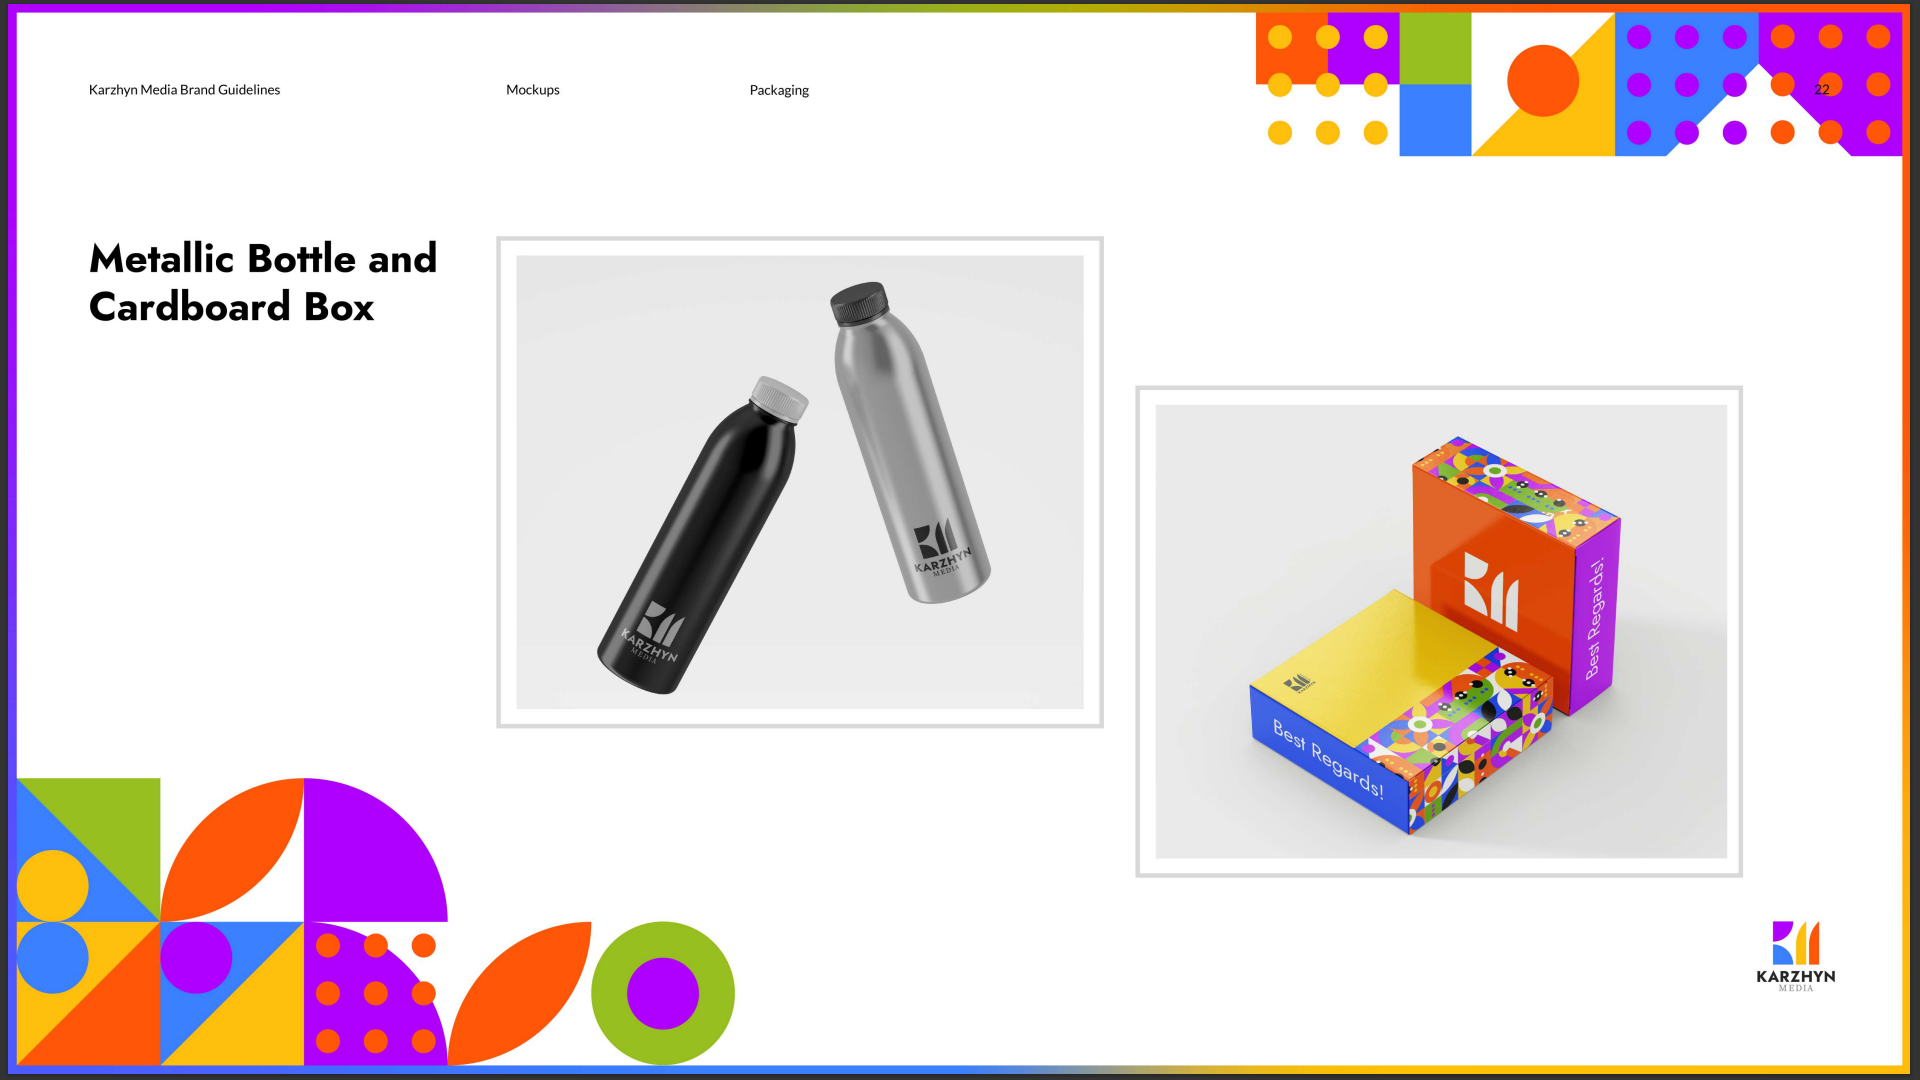 Karzhyn Media Brand Guidelines
Mockups
Packaging
22
Metallic Bottle and
Cardboard Box
KARZHYN
MEDIA
KARZHYN
MEDIA
Best Regards!
Best Regards!
KARZHYN
MEDIA